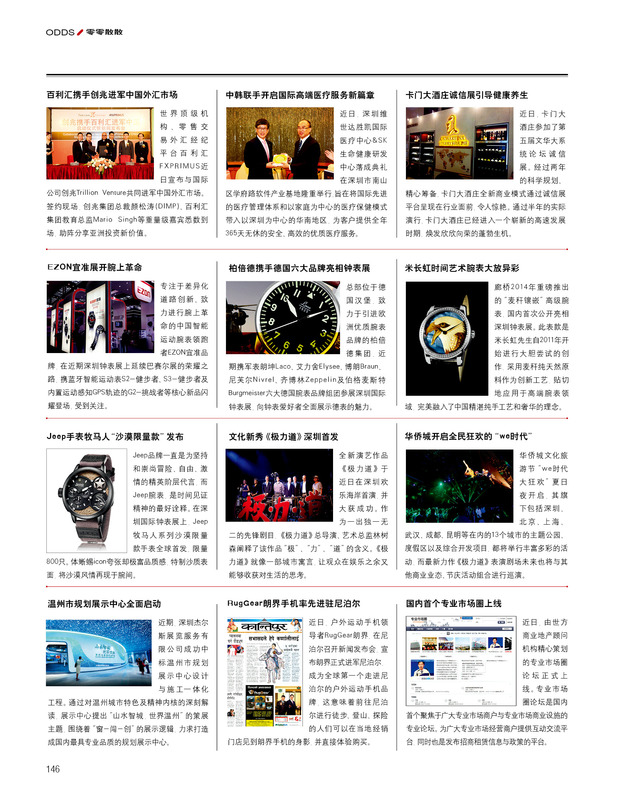 ODDS 零零散散
百利汇携手创兆进军中国外汇市场
世界顶级机
构、零售交
易外汇经纪
平台百利汇
FXPRIMUS近
日宣布与国际
公司创兆Trillion Venture共同进军中国外汇市场。
签约现场，创兆集团总裁颜松涛(DIMP)、百利汇
集团教育总监Mario Singh等重量级嘉宾悉数到
场，助阵分享亚洲投资新价值。
中韩联手开启国际高端医疗服务新篇章
近日，深圳维
世达胜凯国际
医疗中心&SK
生命健康研发
中心落成典礼
在深圳市南山
区学府路软件产业基地隆重举行，旨在将国际先进
的医疗管理体系和以家庭为中心的医疗保健模式
带入以深圳为中心的华南地区，为客户提供全年
365天无休的安全、高效的优质医疗服务。
卡门大酒庄诚信展引导健康养生
近日，卡门大
酒庄参加了第
五届文华大系
统论坛诚信
展。经过两年
的科学规划、
精心筹备，卡门大酒庄全新商业模式通过诚信展
平台呈现在行业面前，令人惊艳。通过半年的实际
演行，卡门大酒庄已经进入一个崭新的高速发展
时期，焕发欣欣向荣的蓬勃生机。
EZON宜准展开腕上革命
专注于差异化
道路创新，致
力进行腕上革
命的中国智能
运动腕表领跑
者EZON宜准品
牌，在近期深圳钟表展上延续巴赛尔展的荣耀之
路，携蓝牙智能运动表S2—健步者、S3—健步者及
内置运动感知GPS轨迹的G2—挑战者等核心新品闪
耀登场，受到关注。
柏倍德携手德国六大品牌亮相钟表展
总部位于德
国汉堡，致
力于引进欧
洲优质腕表
品牌的柏倍
德集团，近
期携军表朗坤Laco、艾力舍Elysee、博朗Braun、
尼芙尔Nivrel、齐博林Zeppelin及伯格麦斯特
Burgmeister六大德国腕表品牌组团参展深圳国际
钟表展，向钟表爱好者全面展示德表的魅力。
米长虹时间艺术腕表大放异彩
廊桥2014年重磅推出
的“麦秆镶嵌”高级腕
表，国内首次公开亮相
深圳钟表展。此表款是
米长虹先生自2011年开
始进行大胆尝试的创
作，采用麦秆纯天然原
料作为创新工艺，贴切
地应用于高端腕表领
域，完美融入了中国精湛纯手工艺和奢华的理念。
Jeep手表牧马人“沙漠限量款”发布
Jeep品牌一直是为坚持
和崇尚冒险、自由、激
情的精英阶层代言，而
Jeep腕表，是时间见证
精神的最好诠释，在深
圳国际钟表展上，Jeep
牧马人系列沙漠限量
款手表全球首发，限量
800只，体蜥蜴icon夸张却极富品质感，特制沙质表
面，将沙风情再现于腕间。
文化新秀《极力道》深圳首发
全新演艺作品
《极力道》于
近日在深圳欢
乐海岸首演，并
大获成功。作
为一出独一无
二的先锋剧目，《极力道》总导演、艺术总监林树
森阐释了该作品“极”、“力”、“道”的含义。《极力
道》就像一部城市寓言，让观众在娱乐之余又
能够收获对生活的思考。
华侨城开启全民狂欢的“we时代”
华侨城文化旅
游节“we时代
大狂欢”夏日
夜开启，其旗
下包括深圳、
北京、上海、
武汉、成都、昆明等在内的13个城市的主题公园、
度假区以及综合开发项目，都将举行丰富多彩的活
动，而最新力作《极力道》表演剧场未来也将与其
他商业业态、节庆活动组合进行巡演。
温州市规划展示中心全面启动
近期，深圳杰尔
斯展览服务有
限公司成功中
标温州市规划
展示中心设计
与施工一体化
工程。通过对温州城市特色及精神内核的深刻解
读，展示中心提出“山水智城，世界温州”的策展
主题，围绕着“窗—闯—创”的展示逻辑，力求打造
成国内最具专业品质的规划展示中心。
RugGear朗界手机率先进驻尼泊尔
近日，户外运动手机领
导者RugGear朗界，在尼
泊尔召开新闻发布会，宣
布朗界正式进军尼泊尔，
成为全球第一个走进尼
泊尔的户外运动手机品
牌，这意味着前往尼泊
尔进行徒步、登山、探险
的人们可以在当地经销
门店见到朗界手机的身影，并直接体验购买。
国内首个专业市场圈上线
近日，由世方
商业地产顾问
机构精心策划
的专业市场圈
论坛正式上
线。专业市场
圈论坛是国内
首个聚焦于广大专业市场商户与专业市场商业设施的
专业论坛，为广大专业市场经营商户提供互动交流平
台，同时也是发布招商租赁信息与政策的平台。
146